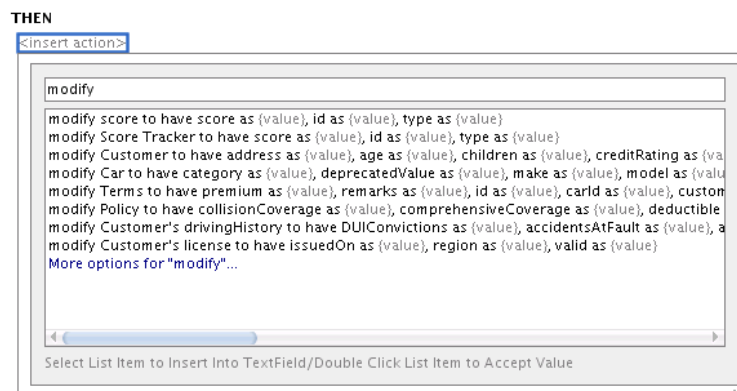 THEN
<insert action>
modify
modify score to have score as {value}, id as {value}, type as {value}
modify Score Tracker to have score as {value}, id as {value}, type as {value}
modify Customer to have address as {value}, age as {value}, children as {value}, creditRating as {va
modify Car to have category as {value}, deprecatedValue as {value}, make as {value}, model as {valu
modify Terms to have premium as {value}, remarks as {value}, id as {value}, carId as {value}, custom
modify Policy to have collisionCoverage as {value}, comprehensiveCoverage as {value}, deductible
modify Customer's drivingHistory to have DUIConvictions as {value}, accidentsAtFault as {value}, a
modify Customer's license to have issuedOn as {value}, region as {value}, valid as {value}
More options for "modify"...
Select List Item to Insert Into TextField/Double Click List Item to Accept Value